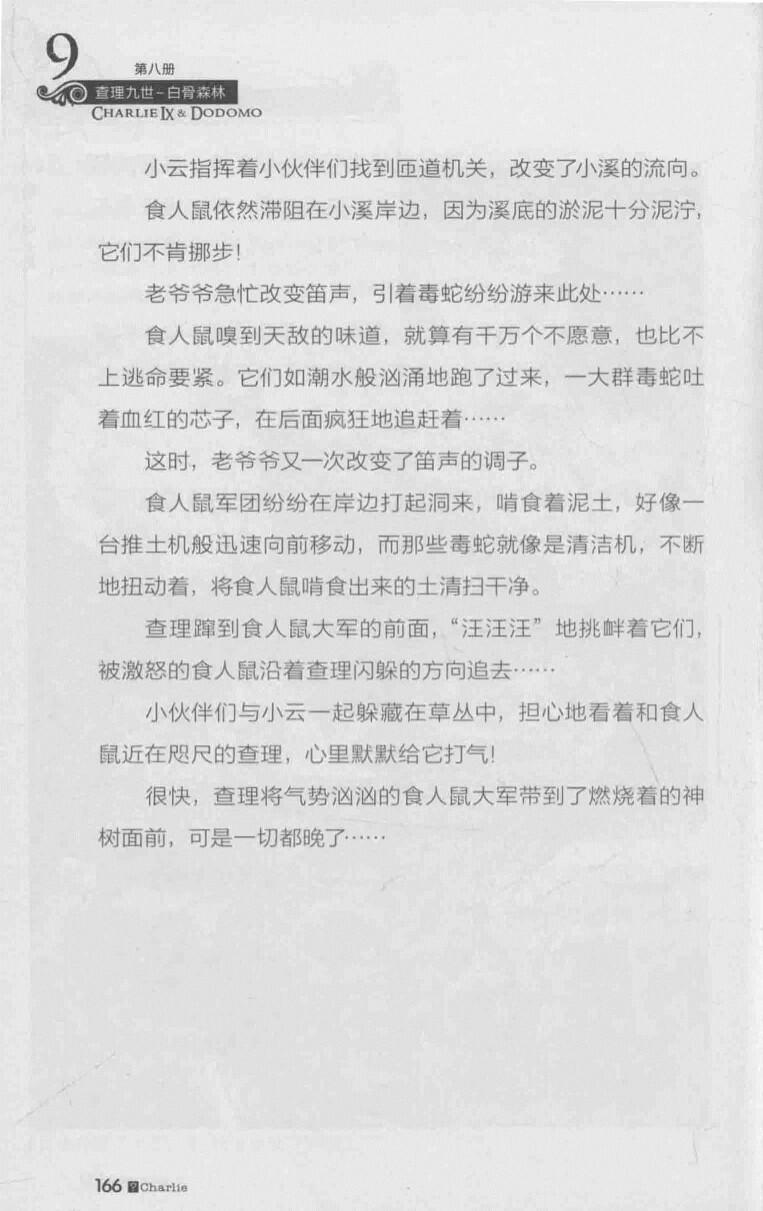 9
第八册
查理九世-白骨森林
CHARLIE IX & DODOMO
小云指挥着小伙伴们找到匝道机关，改变了小溪的流向。
食人鼠依然滞阻在小溪岸边，因为溪底的淤泥十分泥泞，
它们不肯挪步！
老爷爷急忙改变笛声，引着毒蛇纷纷游来此处……
食人鼠嗅到天敌的味道，就算有千万个不愿意，也比不
上逃命要紧。它们如潮水般汹涌地跑了过来，一大群毒蛇吐
着血红的芯子，在后面疯狂地追赶着……
这时，老爷爷又一次改变了笛声的调子。
食人鼠军团纷纷在岸边打起洞来，啃食着泥土，好像一
台推土机般迅速向前移动，而那些毒蛇就像是清洁机，不断
地扭动着，将食人鼠啃食出来的土清扫干净。
查理蹿到食人鼠大军的前面，“汪汪汪”地挑衅着它们，
被激怒的食人鼠沿着查理闪躲的方向追去……
小伙伴们与小云一起躲藏在草丛中，担心地看着和食人
鼠近在咫尺的查理，心里默默给它打气！
很快，查理将气势汹汹的食人鼠大军带到了燃烧着的神
树面前，可是一切都晚了……
166 ? Charlie